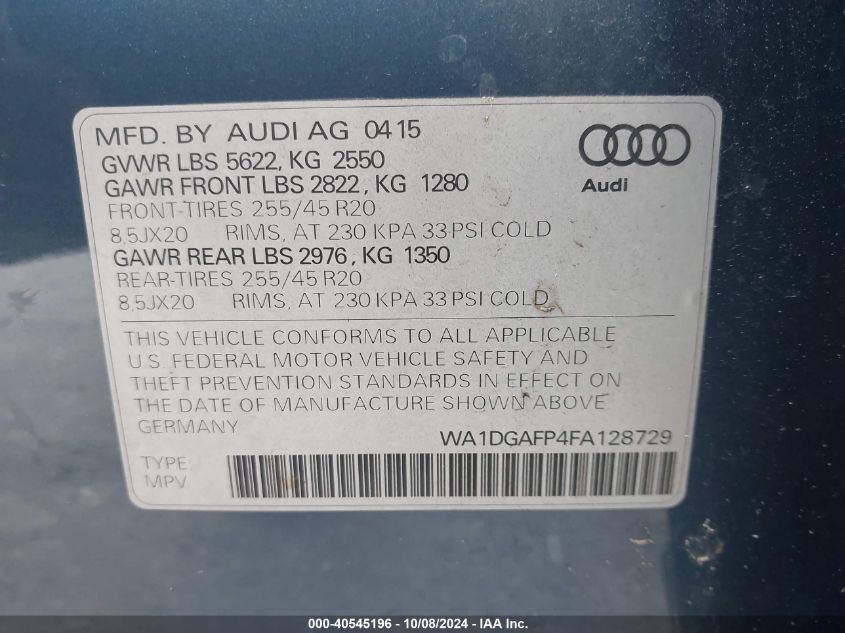 MFD. BY AUDI AG 04 15
GVWR LBS 5622, KG 2550
GAWR FRONT LBS 2822, KG 1280
FRONT-TIRES 255/45 R20
8,5JX20 RIMS, AT 230 KPA 33 PSI COLD
GAWR REAR LBS 2976, KG 1350
REAR-TIRES 255/45 R20
8,5JX20 RIMS, AT 230 KPA 33 PSI COLD
Audi
THIS VEHICLE CONFORMS TO ALL APPLICABLE
U.S. FEDERAL MOTOR VEHICLE SAFETY AND
THEFT PREVENTION STANDARDS IN EFFECT ON
THE DATE OF MANUFACTURE SHOWN ABOVE
GERMANY
WA1DGAFP4FA128729
TYPE
MPV
000-40545196 - 10/08/2024 - IAA Inc.